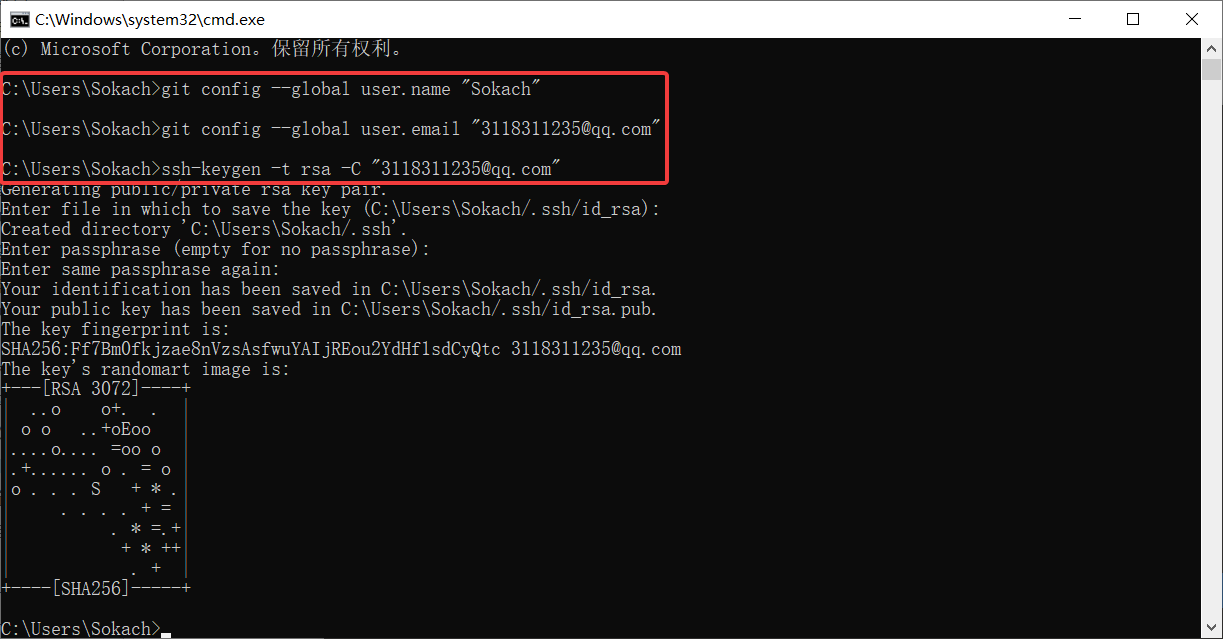 C:\Windows\system32\cmd.exe
(c) Microsoft Corporation。保留所有权利。
C:\Users\Sokach>git config --global user.name "Sokach"
C:\Users\Sokach>git config --global user.email "3118311235@qq.com"
C:\Users\Sokach>ssh-keygen -t rsa -C "3118311235@qq.com"
Generating public/private rsa key pair.
Enter file in which to save the key (C:\Users\Sokach/.ssh/id_rsa):
Created directory 'C:\Users\Sokach/.ssh'.
Enter passphrase (empty for no passphrase):
Enter same passphrase again:
Your identification has been saved in C:\Users\Sokach/.ssh/id_rsa.
Your public key has been saved in C:\Users\Sokach/.ssh/id_rsa.pub.
The key fingerprint is:
SHA256:Ff7BmOfkjzae8nVzsAsfwuYAIjREou2YdHflsdCyQtc 3118311235@qq.com
The key's randomart image is:
+---[RSA 3072]----+
|  ..o    o+.  .  |
| o o   ..+oEoo   |
|....o.... =oo o  |
|.+...... o . = o |
|o . . . S   + * .|
|     . . . . + = |
|          . * =.+|
|           + * ++|
|            . +  |
+----[SHA256]-----+
C:\Users\Sokach>